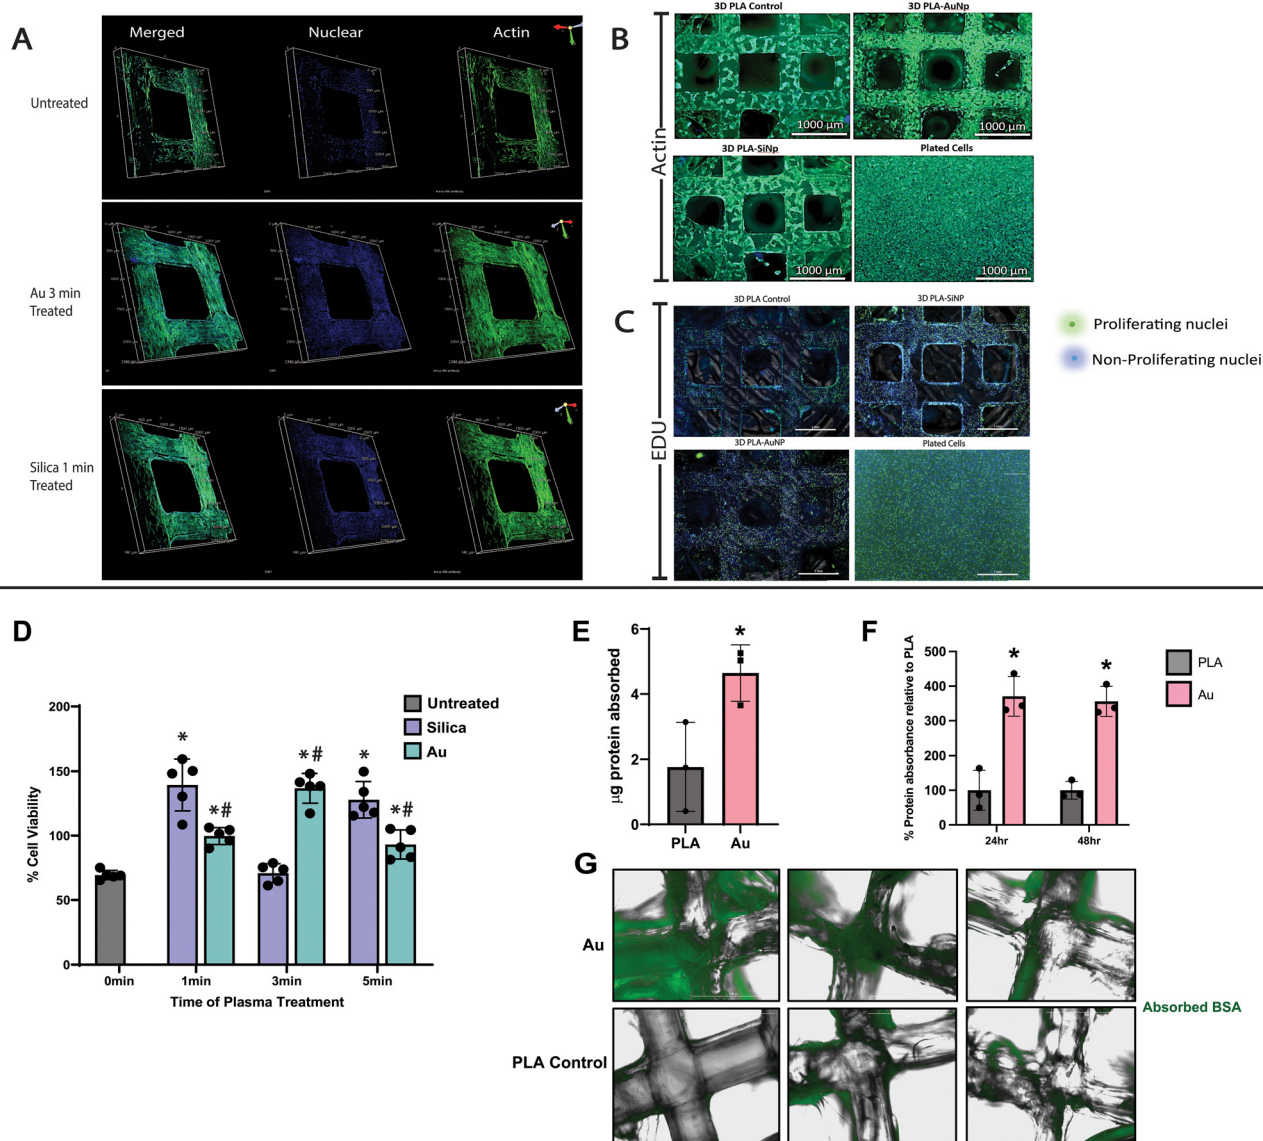 A
Merged
Nuclear
Actin
Untreated
Au 3 min
Treated
Silica 1 min
Treated
B
Actin
3D PLA Control
3D PLA-AuNp
1000 µm
1000 µm
3D PLA-SiNp
Plated Cells
1000 µm
1000 µm
C
EDU
3D PLA Control
3D PLA-SiNP
3D PLA-AuNP
Plated Cells
Proliferating nuclei
Non-Proliferating nuclei
D
% Cell Viability
200
150
100
50
0
* *# *# * *#
0min 1min 3min 5min
Time of Plasma Treatment
Untreated
Silica
Au
E
µg protein absorbed
6
4
2
0
*
PLA Au
F
% Protein absorbance relative to PLA
500
400
300
200
100
0
* *
24hr 48hr
PLA
Au
G
Au
PLA Control
Absorbed BSA